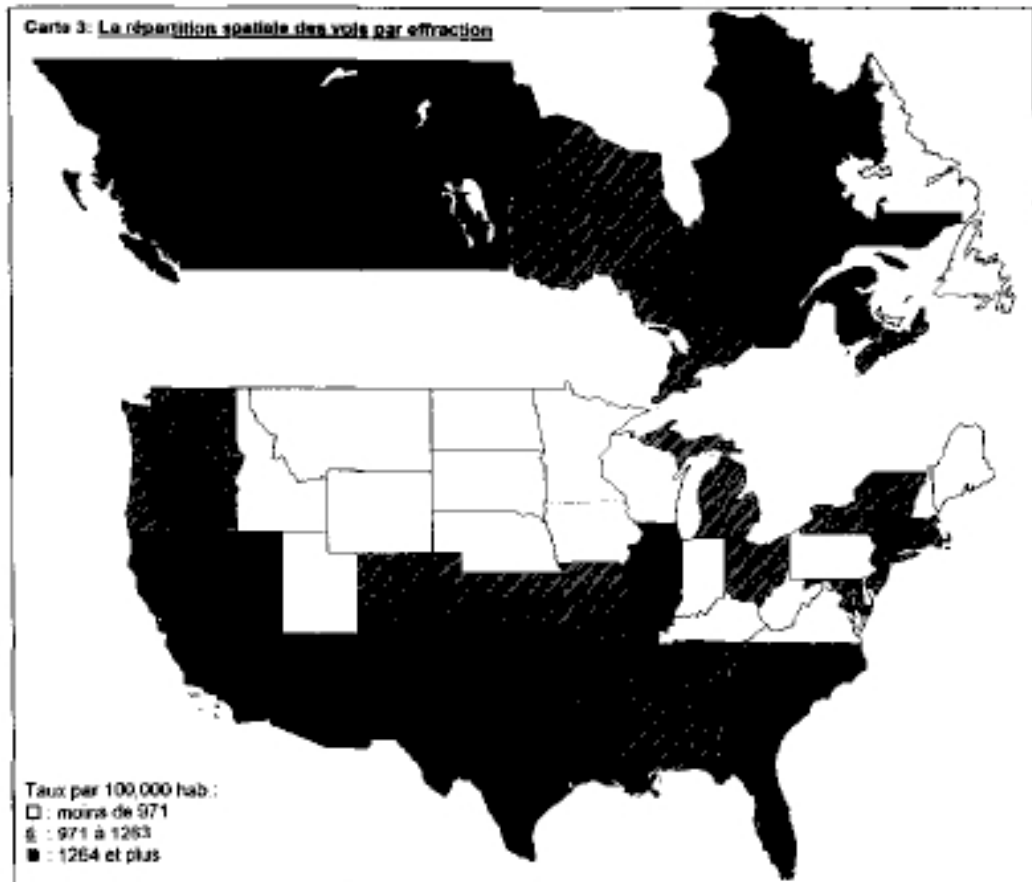 Carte 3: La répartition spatiale des vols par effraction
Taux par 100,000 hab.:
□ : moins de 971
: 971 à 1263
■ : 1264 et plus